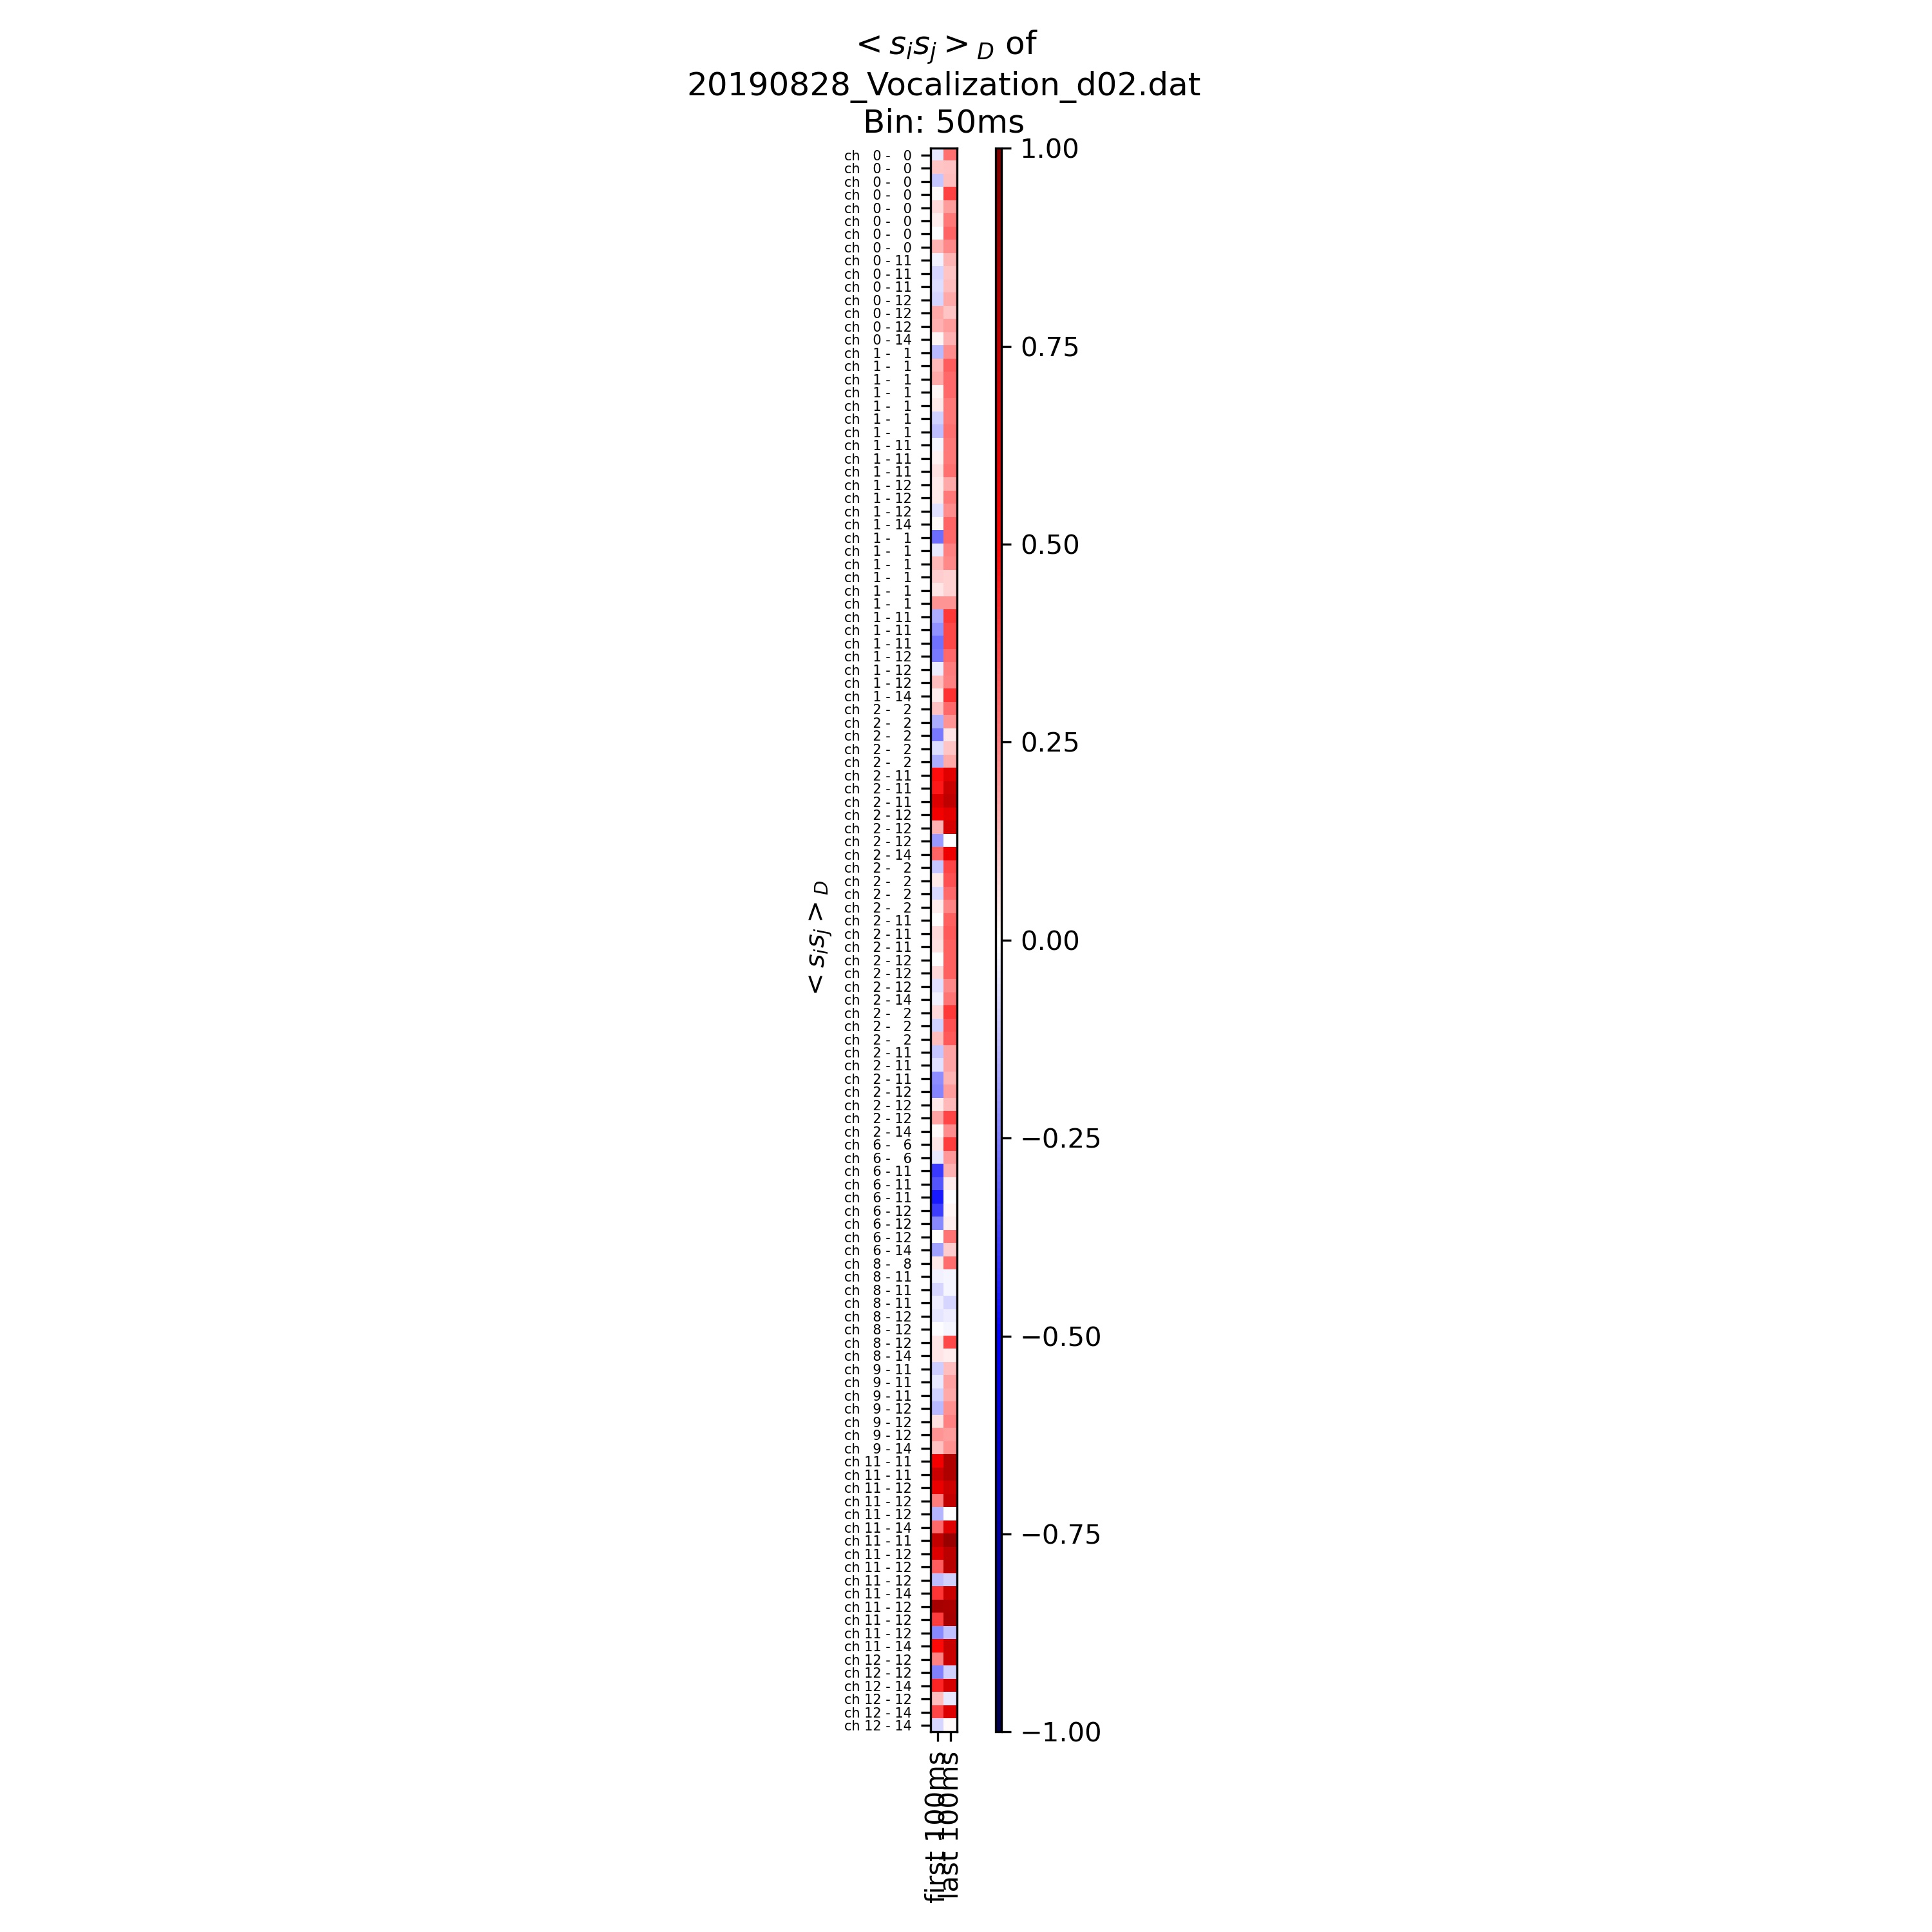 < s_i s_j >_D of
20190828_Vocalization_d02.dat
Bin: 50ms
ch 0 - 0
ch 0 - 0
ch 0 - 0
ch 0 - 0
ch 0 - 0
ch 0 - 0
ch 0 - 0
ch 0 - 0
ch 0 - 11
ch 0 - 11
ch 0 - 11
ch 0 - 12
ch 0 - 12
ch 0 - 12
ch 0 - 14
ch 1 - 1
ch 1 - 1
ch 1 - 1
ch 1 - 1
ch 1 - 1
ch 1 - 1
ch 1 - 1
ch 1 - 11
ch 1 - 11
ch 1 - 11
ch 1 - 12
ch 1 - 12
ch 1 - 12
ch 1 - 14
ch 1 - 1
ch 1 - 1
ch 1 - 1
ch 1 - 1
ch 1 - 1
ch 1 - 1
ch 1 - 11
ch 1 - 11
ch 1 - 11
ch 1 - 12
ch 1 - 12
ch 1 - 12
ch 1 - 14
ch 2 - 2
ch 2 - 2
ch 2 - 2
ch 2 - 2
ch 2 - 2
ch 2 - 11
ch 2 - 11
ch 2 - 11
ch 2 - 12
ch 2 - 12
ch 2 - 12
ch 2 - 14
ch 2 - 2
ch 2 - 2
ch 2 - 2
ch 2 - 2
ch 2 - 11
ch 2 - 11
ch 2 - 11
ch 2 - 12
ch 2 - 12
ch 2 - 12
ch 2 - 14
ch 2 - 2
ch 2 - 2
ch 2 - 2
ch 2 - 11
ch 2 - 11
ch 2 - 11
ch 2 - 12
ch 2 - 12
ch 2 - 12
ch 2 - 14
ch 6 - 6
ch 6 - 6
ch 6 - 11
ch 6 - 11
ch 6 - 11
ch 6 - 12
ch 6 - 12
ch 6 - 12
ch 6 - 14
ch 8 - 8
ch 8 - 11
ch 8 - 11
ch 8 - 11
ch 8 - 12
ch 8 - 12
ch 8 - 12
ch 8 - 14
ch 9 - 11
ch 9 - 11
ch 9 - 11
ch 9 - 12
ch 9 - 12
ch 9 - 12
ch 9 - 14
ch 11 - 11
ch 11 - 11
ch 11 - 12
ch 11 - 12
ch 11 - 12
ch 11 - 14
ch 11 - 11
ch 11 - 12
ch 11 - 12
ch 11 - 12
ch 11 - 14
ch 11 - 12
ch 11 - 12
ch 11 - 12
ch 11 - 14
ch 12 - 12
ch 12 - 12
ch 12 - 14
ch 12 - 12
ch 12 - 14
ch 12 - 14
< s_i s_j >_D
first 100ms
last 100ms
1.00
0.75
0.50
0.25
0.00
−0.25
−0.50
−0.75
−1.00